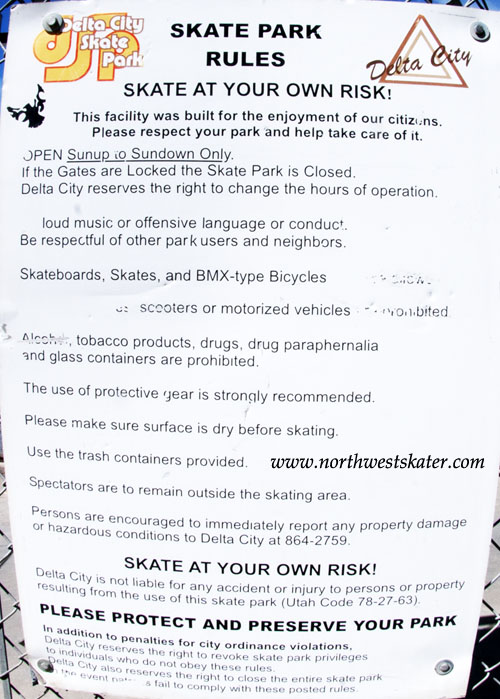 Delta City
Skate
Park
SKATE PARK
RULES
Delta City
SKATE AT YOUR OWN RISK!
This facility was built for the enjoyment of our citizens.
Please respect your park and help take care of it.
OPEN Sunup to Sundown Only.
If the Gates are Locked the Skate Park is Closed.
Delta City reserves the right to change the hours of operation.
loud music or offensive language or conduct.
Be respectful of other park users and neighbors.
Skateboards, Skates, and BMX-type Bicycles
scooters or motorized vehicles prohibited.
Alcohol, tobacco products, drugs, drug paraphernalia
and glass containers are prohibited.
The use of protective gear is strongly recommended.
Please make sure surface is dry before skating.
Use the trash containers provided.
www.northwestskater.com
Spectators are to remain outside the skating area.
Persons are encouraged to immediately report any property damage
or hazardous conditions to Delta City at 864-2759.
SKATE AT YOUR OWN RISK!
Delta City is not liable for any accident or injury to persons or property
resulting from the use of this skate park (Utah Code 78-27-63).
PLEASE PROTECT AND PRESERVE YOUR PARK
In addition to penalties for city ordinance violations,
Delta City reserves the right to revoke skate park privileges
to individuals who do not obey these rules.
Delta City also reserves the right to close the entire skate park
the event fail to comply with these posted rules.